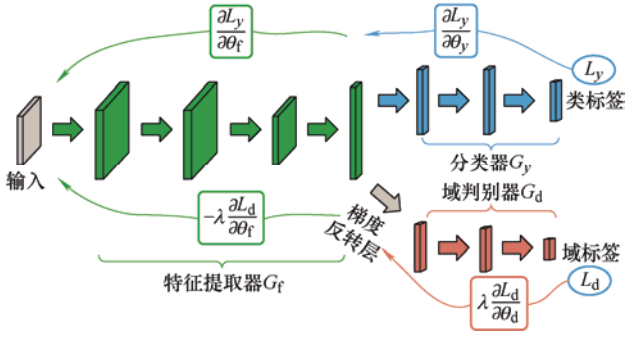 ∂L_y/∂θ_f
∂L_y/∂θ_y
L_y
类标签
输入
分类器G_y
域判别器G_d
-λ ∂L_d/∂θ_f
梯度
反转层
域标签
特征提取器G_f
λ ∂L_d/∂θ_d
L_d